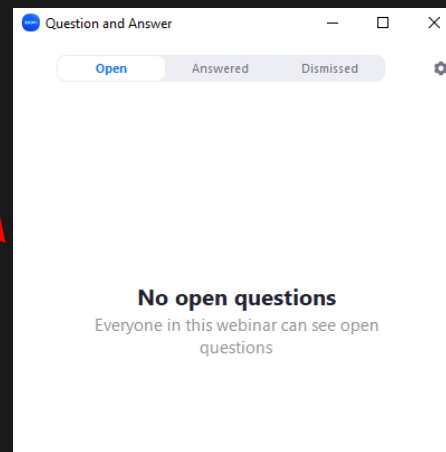 Question and Answer
Open Answered Dismissed
No open questions
Everyone in this webinar can see open
questions